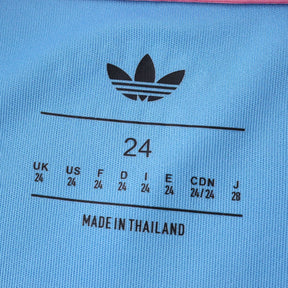 24
UK US F D I E CDN J
24 24 24 24 24 24 24/24 28
MADE IN THAILAND